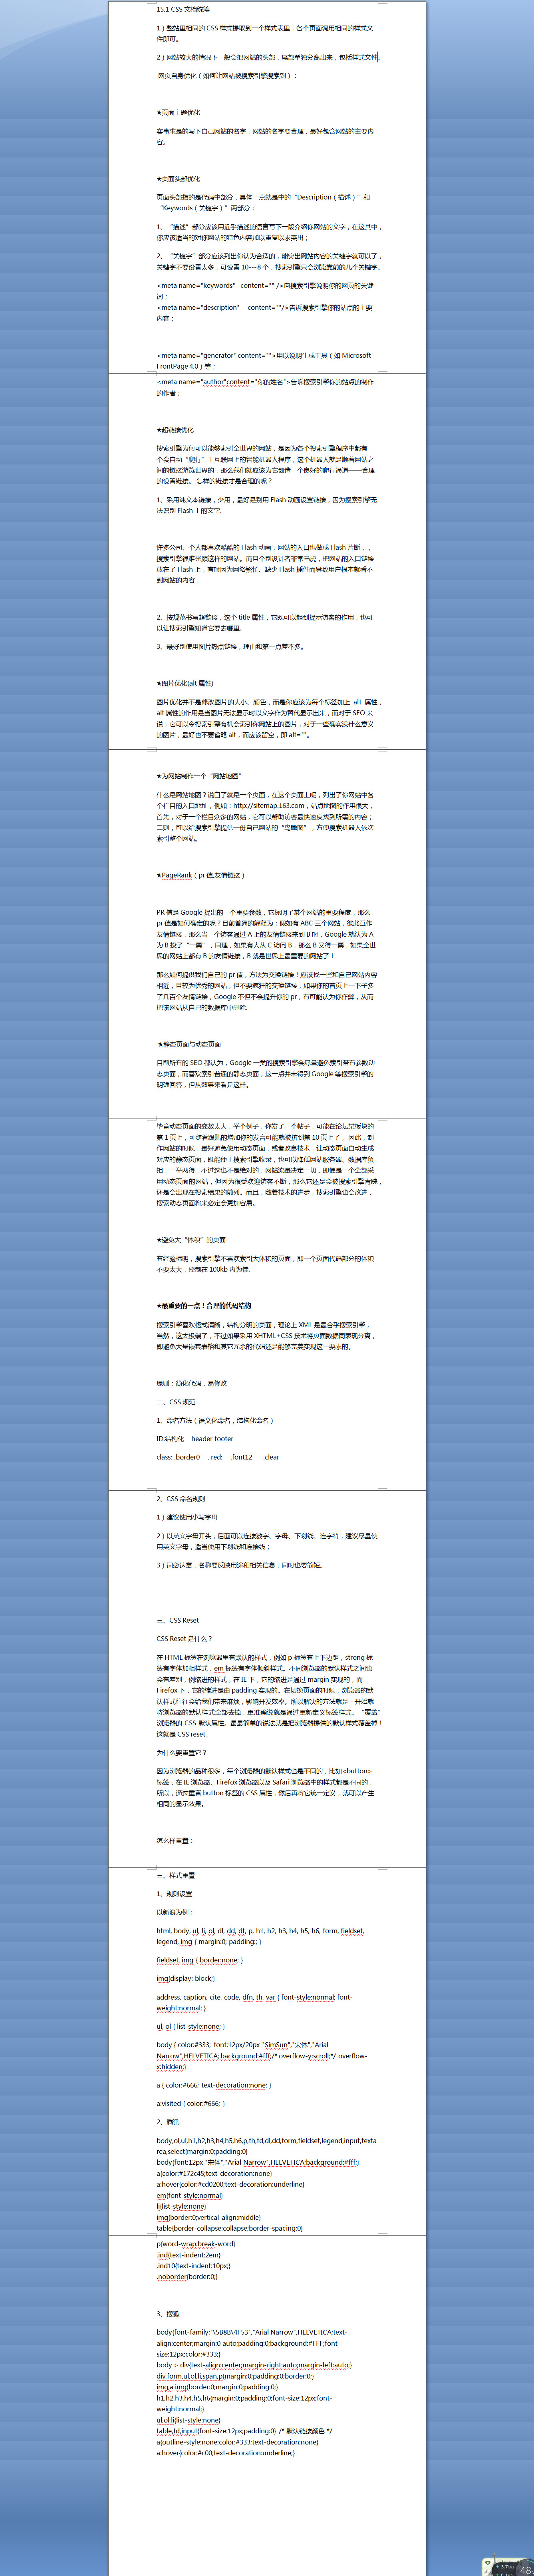 15.1 CSS 文档统筹
1）整站里相同的 CSS 样式提取到一个样式表里，各个页面调用相同的样式文
件即可。
2）网站较大的情况下一般会把网站的头部，尾部单独分离出来，包括样式文件。
网页自身优化（如何让网站被搜索引擎搜索到）：
★页面主题优化
实事求是的写下自己网站的名字，网站的名字要合理，最好包含网站的主要内
容。
★页面头部优化
页面头部指的是代码中部分，具体一点就是中的“Description（描述）”和
“Keywords（关键字）”两部分：
1、“描述”部分应该用近乎描述的语言写下一段介绍你网站的文字，在这其中，
你应该适当的对你网站的特色内容加以重复以求突出；
2、“关键字”部分应该列出你认为合适的，能突出网站内容的关键字就可以了，
关键字不要设置太多，可设置 10---8 个，搜索引擎只会浏览靠前的几个关键字。
<meta name="keywords" content="" />向搜索引擎说明你的网页的关键
词；
<meta name="description" content=""/>告诉搜索引擎你的站点的主要
内容；
<meta name="generator" content="">用以说明生成工具（如 Microsoft
FrontPage 4.0）等；
<meta name="author"content="你的姓名">告诉搜索引擎你的站点的制作
的作者；
★超链接优化
搜索引擎为何可以能够索引全世界的网站，是因为各个搜索引擎程序中都有一
个会自动“爬行”于互联网上的智能机器人程序，这个机器人就是顺着网站之
间的链接游览世界的，那么我们就应该为它创造一个良好的爬行通道——合理
的设置链接。 怎样的链接才是合理的呢？
1、采用纯文本链接，少用，最好是别用 Flash 动画设置链接，因为搜索引擎无
法识别 Flash 上的文字.
许多公司、个人都喜欢酷酷的 Flash 动画，网站的入口也做成 Flash 片断，，
搜索引擎很难光顾这样的网站。而且个别设计者非常马虎，把网站的入口链接
放在了 Flash 上，有时因为网络繁忙、缺少 Flash 插件而导致用户根本就看不
到网站的内容，
2、按规范书写超链接，这个 title 属性，它既可以起到提示访客的作用，也可
以让搜索引擎知道它要去哪里.
3、最好别使用图片热点链接，理由和第一点差不多。
★图片优化(alt 属性)
图片优化并不是修改图片的大小、颜色，而是你应该为每个标签加上 alt 属性，
alt 属性的作用是当图片无法显示时以文字作为替代显示出来，而对于 SEO 来
说，它可以令搜索引擎有机会索引你网站上的图片，对于一些确实没什么意义
的图片，最好也不要省略 alt，而应该留空，即 alt=""。
★为网站制作一个“网站地图”
什么是网站地图？说白了就是一个页面，在这个页面上呢，列出了你网站中各
个栏目的入口地址，例如：http://sitemap.163.com，站点地图的作用很大，
首先，对于一个栏目众多的网站，它可以帮助访客最快速度找到所需的内容；
二则，可以给搜索引擎提供一份自己网站的“鸟瞰图”，方便搜索机器人依次
索引整个网站。
★PageRank（pr 值,友情链接）
PR 值是 Google 提出的一个重要参数，它标明了某个网站的重要程度，那么
pr 值是如何确定的呢？目前普通的解释为：假如有 ABC 三个网站，彼此互作
友情链接，那么当一个访客通过 A 上的友情链接来到 B 时，Google 就认为 A
为 B 投了“一票”，同理，如果有人从 C 访问 B，那么 B 又得一票，如果全世
界的网站上都有 B 的友情链接，B 就是世界上最重要的网站了！
那么如何提供我们自己的 pr 值，方法为交换链接！应该找一些和自己网站内容
相近，且较为优秀的网站，但不要疯狂的交换链接，如果你的首页上一下子多
了几百个友情链接，Google 不但不会提升你的 pr，有可能认为你作弊，从而
把该网站从自己的数据库中删除.
★静态页面与动态页面
目前所有的 SEO 都认为，Google 一类的搜索引擎会尽量避免索引带有参数动
态页面，而喜欢索引普通的静态页面，这一点并未得到 Google 等搜索引擎的
明确回答，但从效果来看是这样。
毕竟动态页面的变数太大，举个例子，你发了一个帖子，可能在论坛某板块的
第 1 页上，可随着跟贴的增加你的发言可能就被挤到第 10 页上了， 因此，制
作网站的时候，最好避免使用动态页面，或者改良技术，让动态页面自动生成
对应的静态页面，既能便于搜索引擎收录，也可以降低网站服务器、数据库负
担，一举两得，不过这也不是绝对的，网站流量决定一切，即便是一个全部采
用动态页面的网站，但因为很受欢迎访客不断，那么它还是会被搜索引擎青睐，
还是会出现在搜索结果的前列。而且，随着技术的进步，搜索引擎也会改进，
搜索动态页面将来必定会更加容易。
★避免大“体积”的页面
有经验标明，搜索引擎不喜欢索引大体积的页面，即一个页面代码部分的体积
不要太大，控制在 100kb 内为佳.
★最重要的一点！合理的代码结构
搜索引擎喜欢格式清晰，结构分明的页面，理论上 XML 是最合乎搜索引擎，
当然，这太极端了，不过如果采用 XHTML+CSS 技术将页面数据同表现分离，
即避免大量嵌套表格和其它冗余的代码还是能够完美实现这一要求的。
原则：简化代码，易修改
二、CSS 规范
1、命名方法（语义化命名，结构化命名）
ID:结构化 header footer
class: .border0 . red: .font12 .clear
2、CSS 命名规则
1）建议使用小写字母
2）以英文字母开头，后面可以连接数字、字母、下划线、连字符，建议尽量使
用英文字母，适当使用下划线和连接线；
3）词必达意，名称要反映用途和相关信息，同时也要简短。
三、CSS Reset
CSS Reset 是什么？
在 HTML 标签在浏览器里有默认的样式，例如 p 标签有上下边距，strong 标
签有字体加粗样式，em 标签有字体倾斜样式。不同浏览器的默认样式之间也
会有差别，例缩进的样式，在 IE 下，它的缩进是通过 margin 实现的，而
Firefox 下，它的缩进是由 padding 实现的。在切换页面的时候，浏览器的默
认样式往往会给我们带来麻烦，影响开发效率。所以解决的方法就是一开始就
将浏览器的默认样式全部去掉，更准确说就是通过重新定义标签样式。“覆盖”
浏览器的 CSS 默认属性。最最简单的说法就是把浏览器提供的默认样式覆盖掉！
这就是 CSS reset。
为什么要重置它？
因为浏览器的品种很多，每个浏览器的默认样式也是不同的，比如<button>
标签，在 IE 浏览器、Firefox 浏览器以及 Safari 浏览器中的样式都是不同的，
所以，通过重置 button 标签的 CSS 属性，然后再将它统一定义，就可以产生
相同的显示效果。
怎么样重置：
三、样式重置
1、规则设置
以新浪为例：
html, body, ul, li, ol, dl, dd, dt, p, h1, h2, h3, h4, h5, h6, form, fieldset,
legend, img { margin:0; padding:; }
fieldset, img { border:none; }
img{display: block;}
address, caption, cite, code, dfn, th, var { font-style:normal; font-
weight:normal; }
ul, ol { list-style:none; }
body { color:#333; font:12px/20px "SimSun","宋体","Arial
Narrow",HELVETICA; background:#fff;/* overflow-y:scroll;*/ overflow-
x:hidden;}
a { color:#666; text-decoration:none; }
a:visited { color:#666; }
2、腾讯
body,ol,ul,h1,h2,h3,h4,h5,h6,p,th,td,dl,dd,form,fieldset,legend,input,texta
rea,select{margin:0;padding:0}
body{font:12px "宋体","Arial Narrow",HELVETICA;background:#fff;}
a{color:#172c45;text-decoration:none}
a:hover{color:#cd0200;text-decoration:underline}
em{font-style:normal}
li{list-style:none}
img{border:0;vertical-align:middle}
table{border-collapse:collapse;border-spacing:0}
p{word-wrap:break-word}
.ind{text-indent:2em}
.ind10{text-indent:10px;}
.noborder{border:0;}
3、搜狐
body{font-family:"\5B8B\4F53","Arial Narrow",HELVETICA;text-
align:center;margin:0 auto;padding:0;background:#FFF;font-
size:12px;color:#333;}
body > div{text-align:center;margin-right:auto;margin-left:auto;}
div,form,ul,ol,li,span,p{margin:0;padding:0;border:0;}
img,a img{border:0;margin:0;padding:0;}
h1,h2,h3,h4,h5,h6{margin:0;padding:0;font-size:12px;font-
weight:normal;}
ul,ol,li{list-style:none}
table,td,input{font-size:12px;padding:0} /* 默认链接颜色 */
a{outline-style:none;color:#333;text-decoration:none}
a:hover{color:#c00;text-decoration:underline;}
48